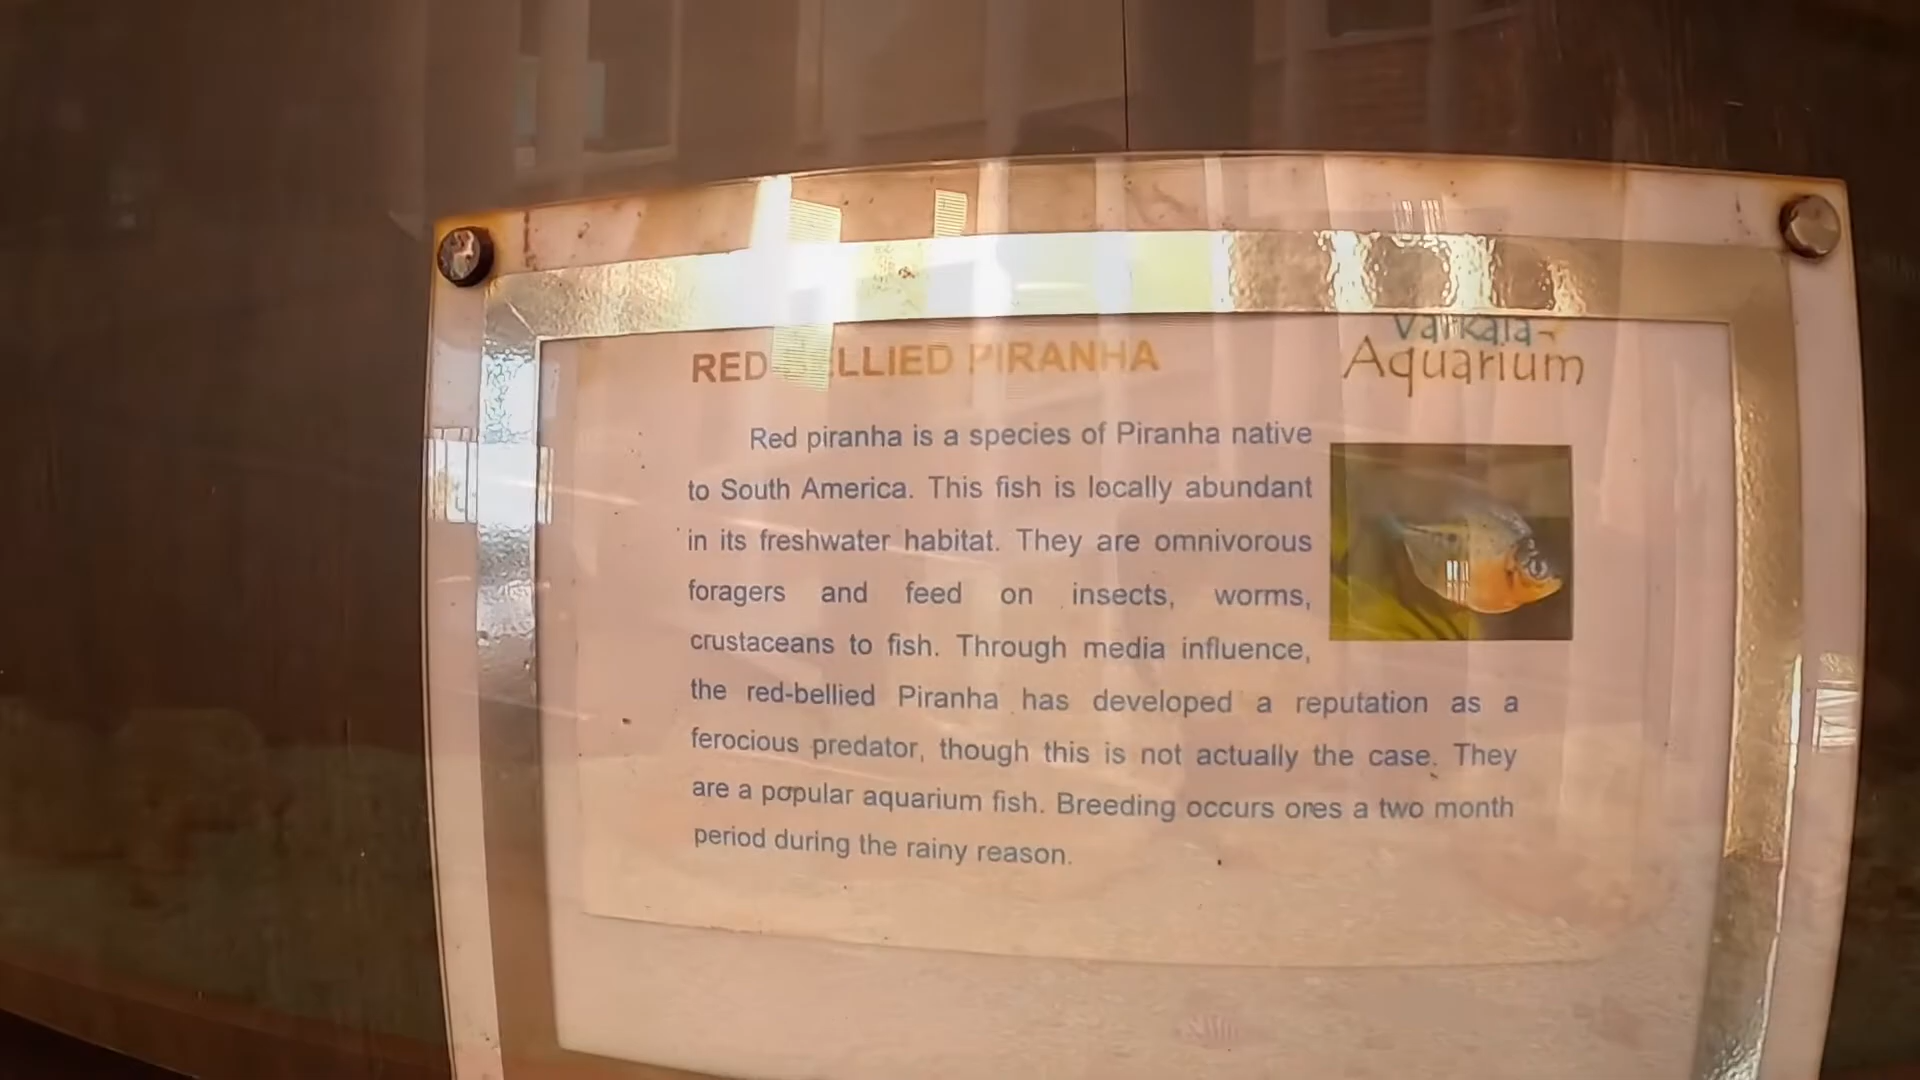 Varkala
Aquarium
RED BELLIED PIRANHA
Red piranha is a species of Piranha native
to South America. This fish is locally abundant
in its freshwater habitat. They are omnivorous
foragers and feed on insects, worms,
crustaceans to fish. Through media influence,
the red-bellied Piranha has developed a reputation as a
ferocious predator, though this is not actually the case. They
are a popular aquarium fish. Breeding occurs ores a two month
period during the rainy reason.